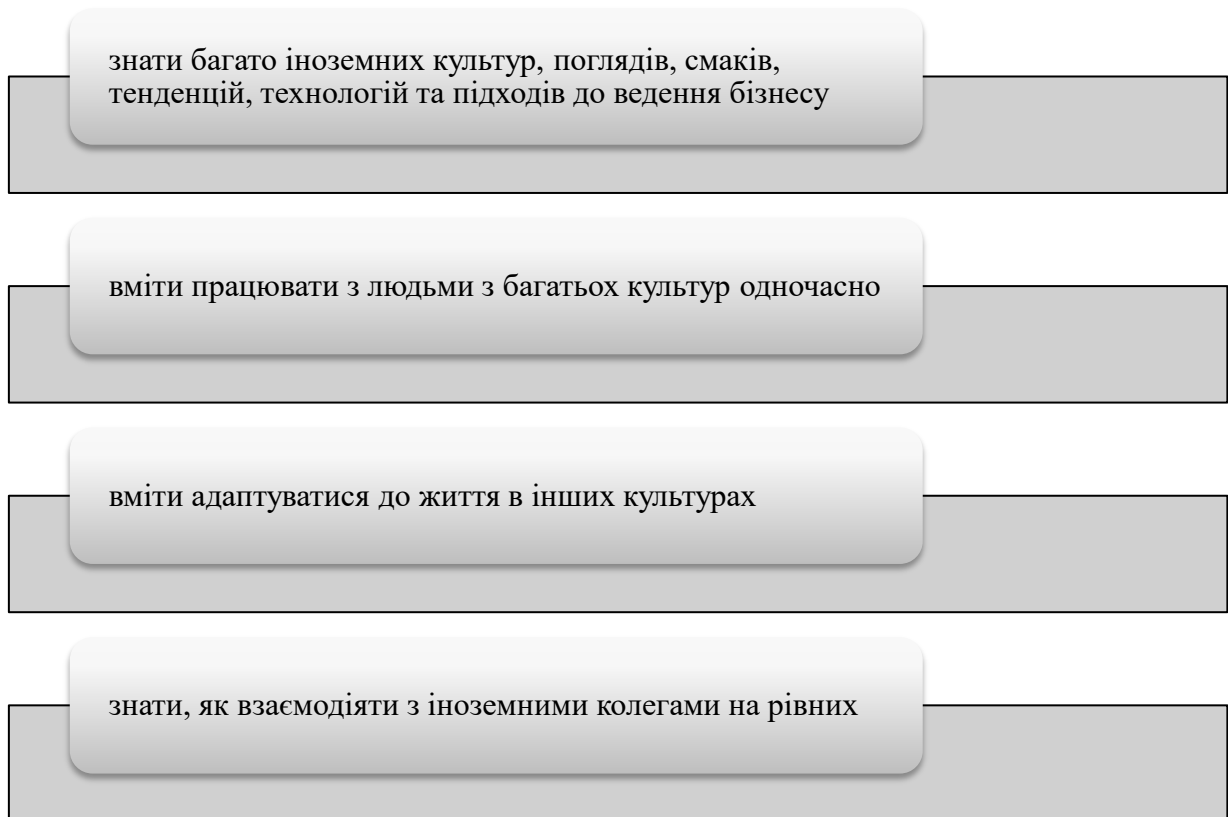 знати багато іноземних культур, поглядів, смаків,
тенденцій, технологій та підходів до ведення бізнесу
вміти працювати з людьми з багатьох культур одночасно
вміти адаптуватися до життя в інших культурах
знати, як взаємодіяти з іноземними колегами на рівних